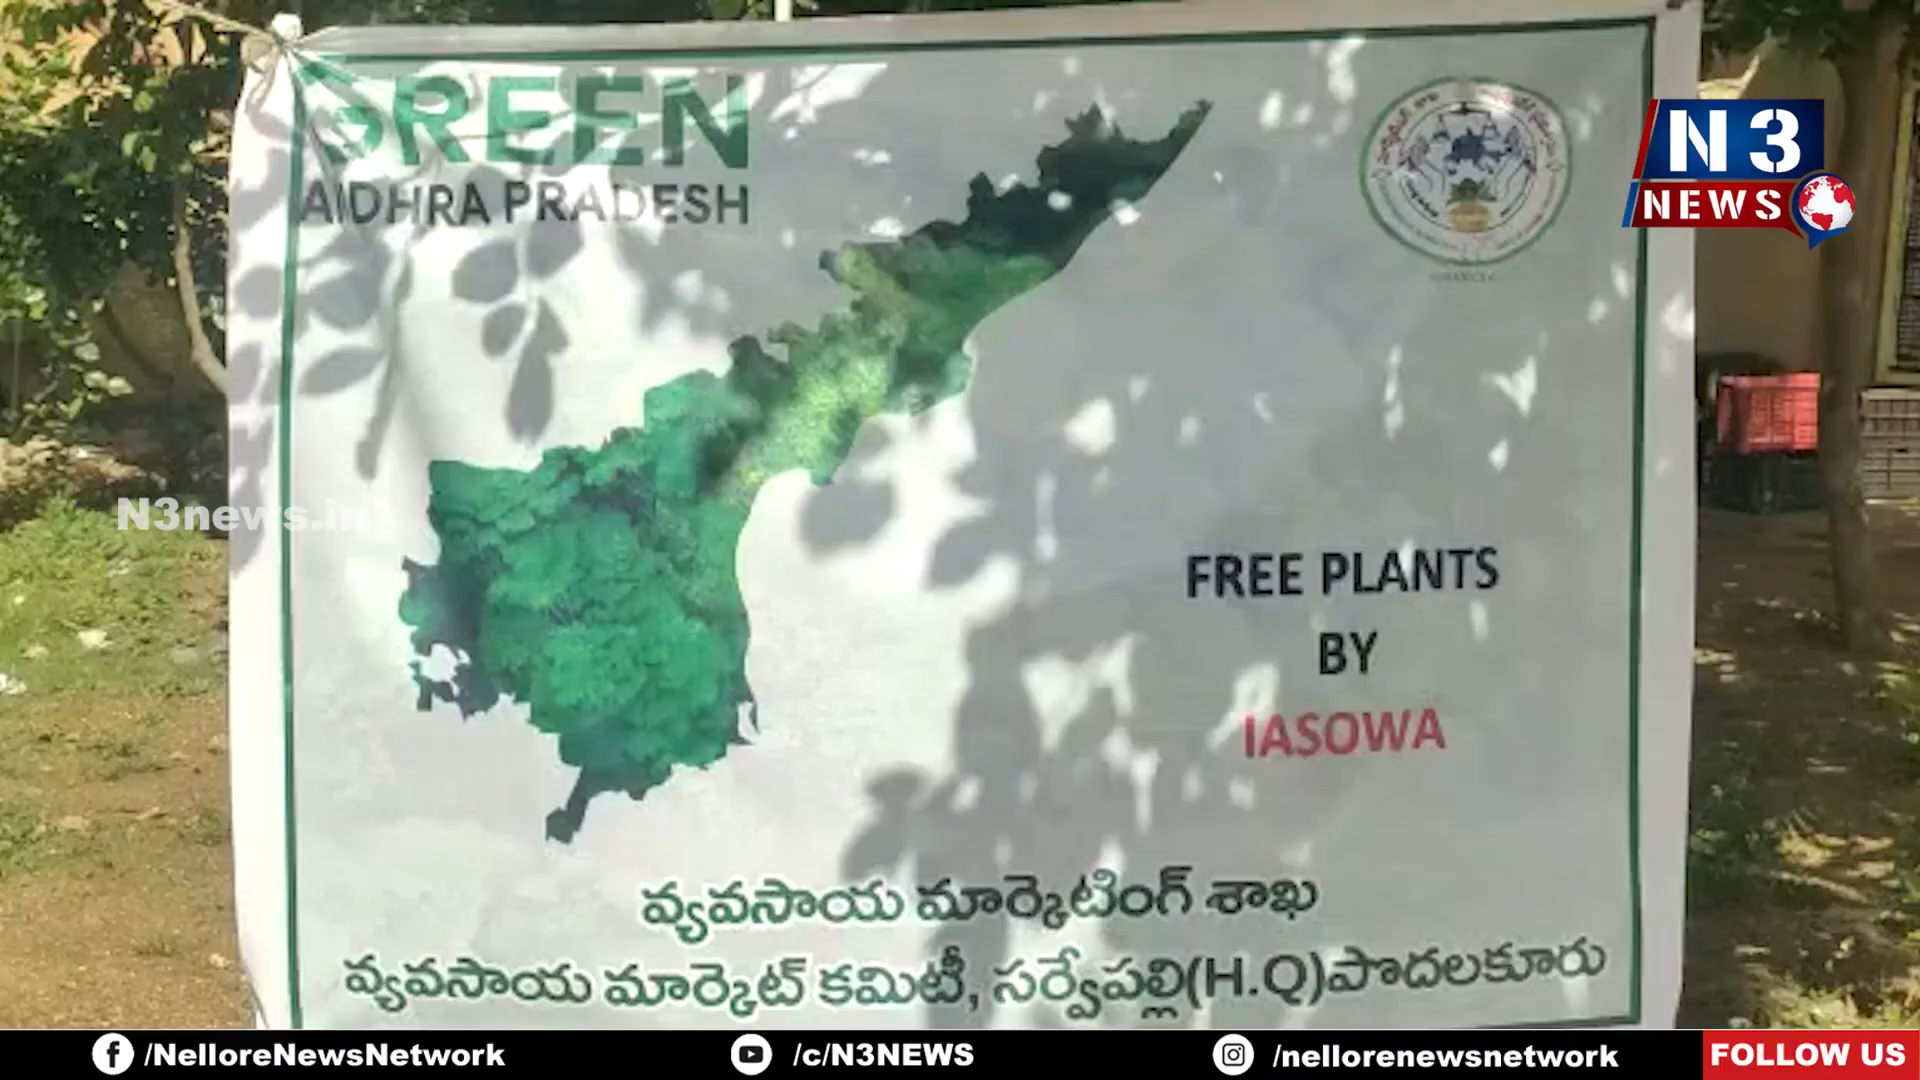 GREEN
ANDHRA PRADESH
N3
NEWS
N3news.in
FREE PLANTS
BY
IASOWA
వ్యవసాయ మార్కెటింగ్ శాఖ
వ్యవసాయ మార్కెట్ కమిటీ, సర్వేపల్లి(H.Q)పొదలకూరు
/NelloreNewsNetwork
/c/N3NEWS
/nellorenewsnetwork
FOLLOW US